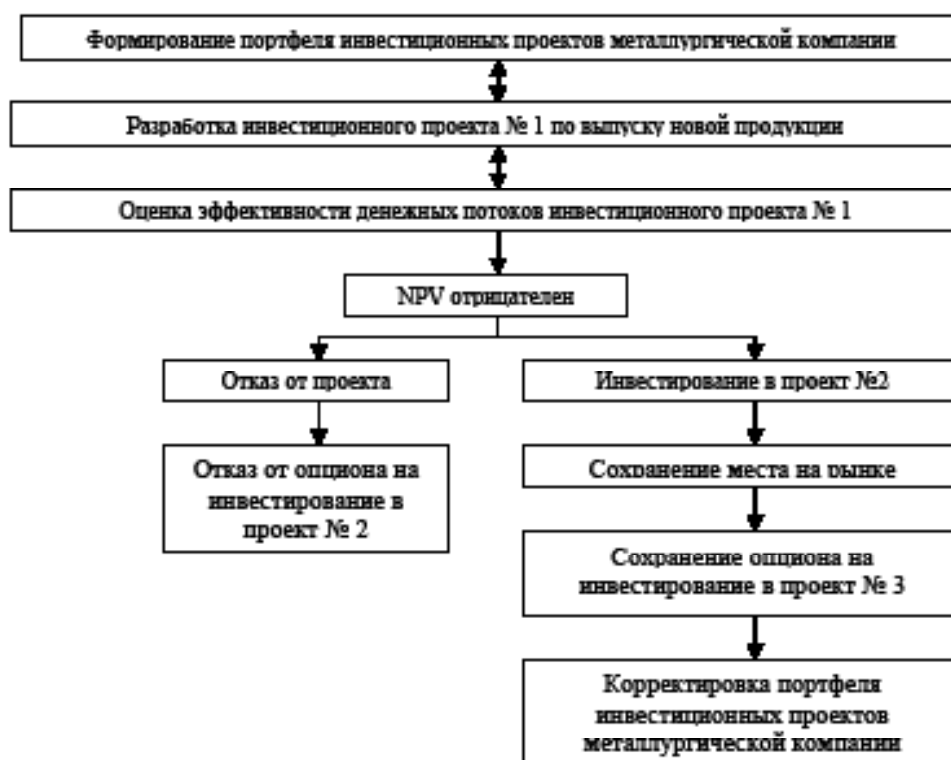 Формирование портфеля инвестиционных проектов металлургической компании
Разработка инвестиционного проекта № 1 по выпуску новой продукции
Оценка эффективности денежных потоков инвестиционного проекта № 1
NPV отрицателен
Отказ от проекта
Инвестирование в проект №2
Отказ от опциона на
инвестирование в
проект № 2
Сохранение места на рынке
Сохранение опциона на
инвестирование в проект № 3
Корректировка портфеля
инвестиционных проектов
металлургической компании